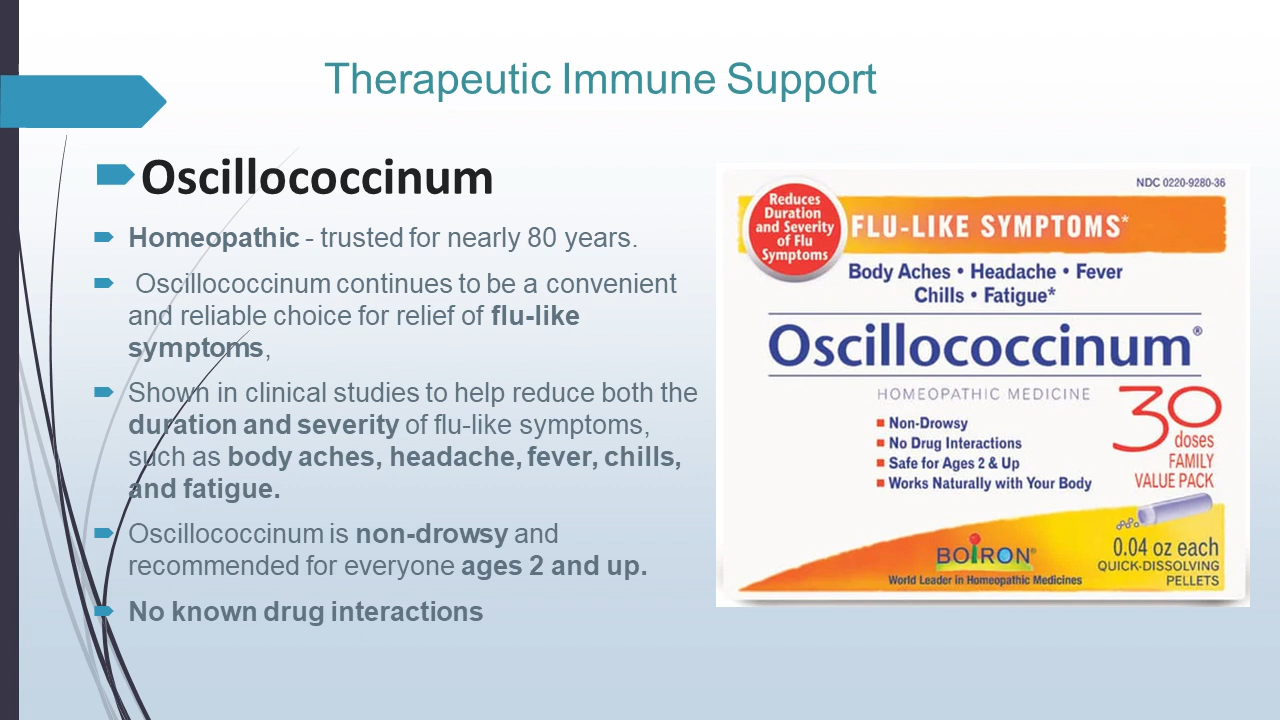 Therapeutic Immune Support
Oscillococcinum
Homeopathic - trusted for nearly 80 years.
Oscillococcinum continues to be a convenient
and reliable choice for relief of flu-like
symptoms,
Shown in clinical studies to help reduce both the
duration and severity of flu-like symptoms,
such as body aches, headache, fever, chills,
and fatigue.
Oscillococcinum is non-drowsy and
recommended for everyone ages 2 and up.
No known drug interactions
NDC 0220-9280-36
Reduces
Duration
and Severity
of Flu
Symptoms
FLU-LIKE SYMPTOMS*
Body Aches • Headache • Fever
Chills • Fatigue*
Oscillococcinum®
HOMEOPATHIC MEDICINE
Non-Drowsy
No Drug Interactions
Safe for Ages 2 & Up
Works Naturally with Your Body
30
doses
FAMILY
VALUE PACK
BOIRON®
World Leader in Homeopathic Medicines
0.04 oz each
QUICK-DISSOLVING
PELLETS